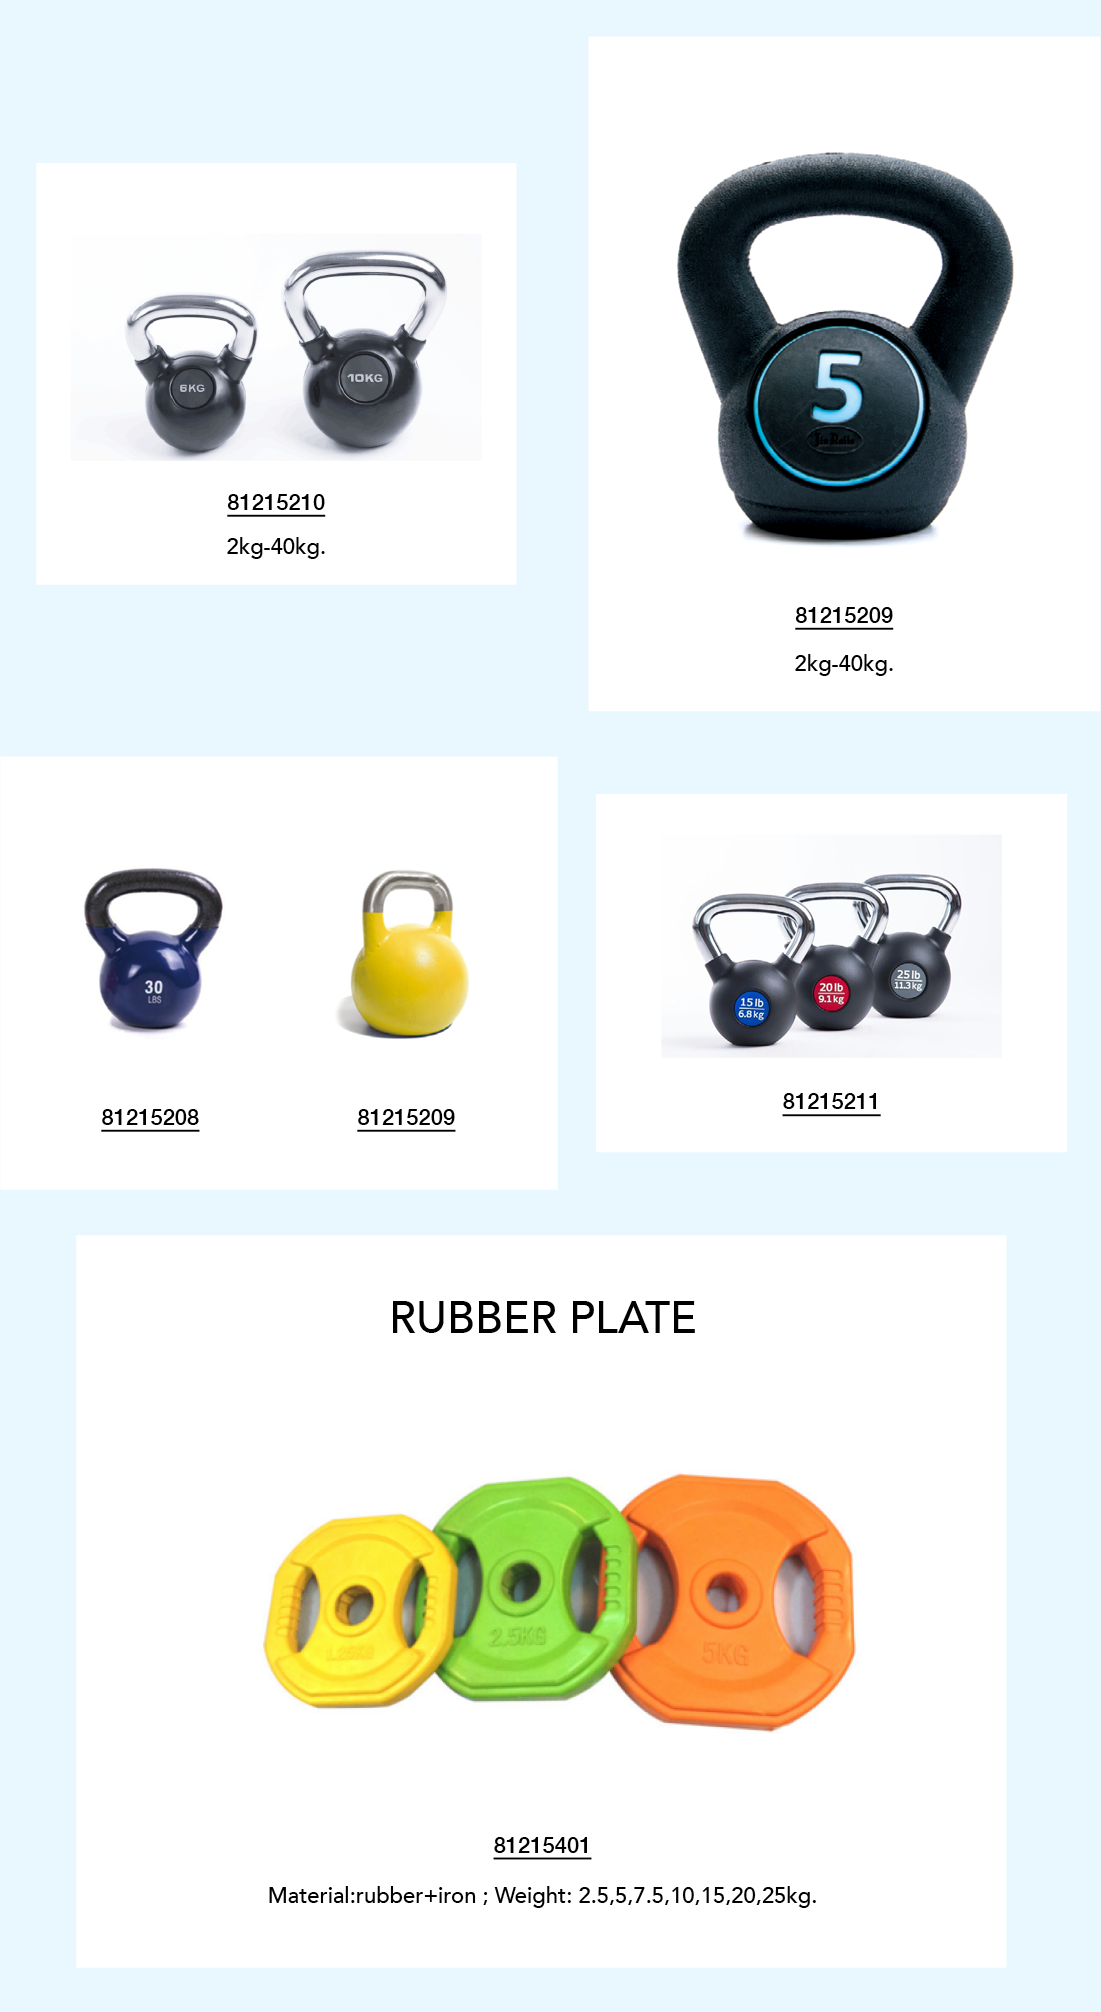 6KG
10KG
81215210
2kg-40kg.
5
81215209
2kg-40kg.
30
LBS
81215208
81215209
15 lb
6.8 kg
20 lb
9.1 kg
25 lb
11.3 kg
81215211
RUBBER PLATE
1.25KG
2.5KG
5KG
81215401
Material:rubber+iron ; Weight: 2.5,5,7.5,10,15,20,25kg.